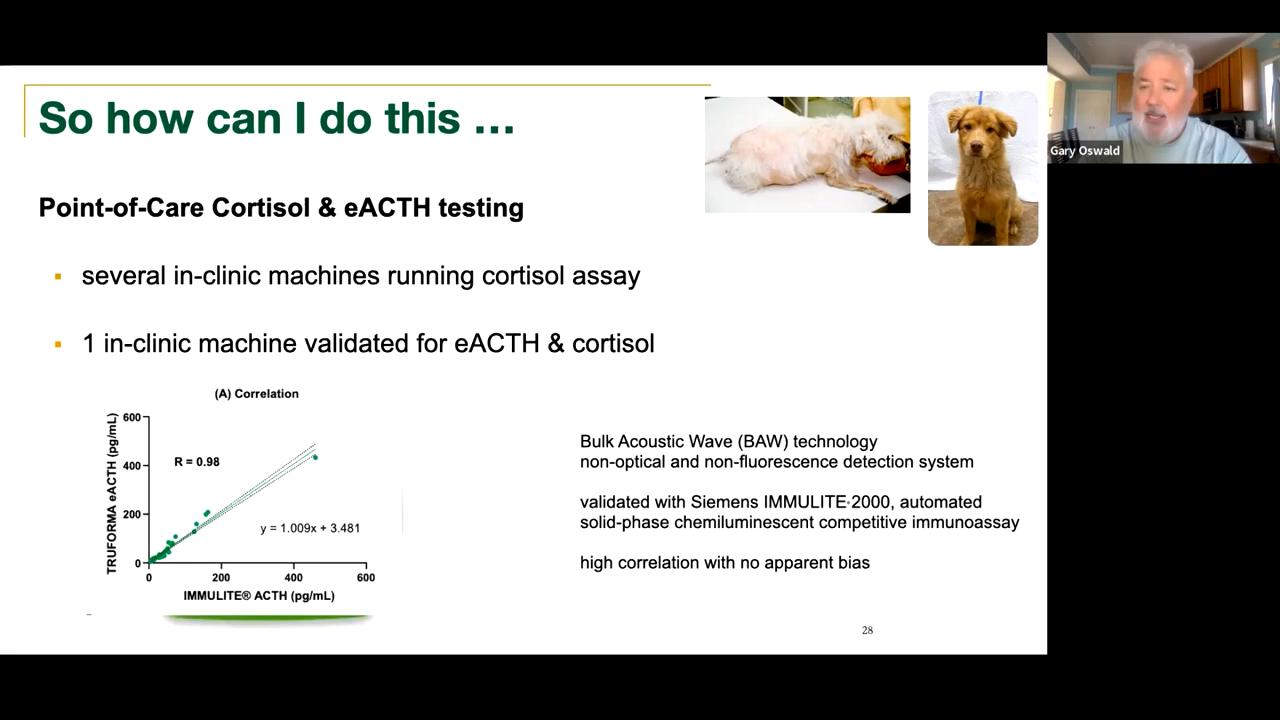 So how can I do this ...
Gary Oswald
Point-of-Care Cortisol & eACTH testing
several in-clinic machines running cortisol assay
1 in-clinic machine validated for eACTH & cortisol
(A) Correlation
TRUFORMA eACTH (pg/mL)
600
400
200
0
R = 0.98
y = 1.009x + 3.481
0 200 400 600
IMMULITE® ACTH (pg/mL)
Bulk Acoustic Wave (BAW) technology
non-optical and non-fluorescence detection system
validated with Siemens IMMULITE 2000, automated
solid-phase chemiluminescent competitive immunoassay
high correlation with no apparent bias
28